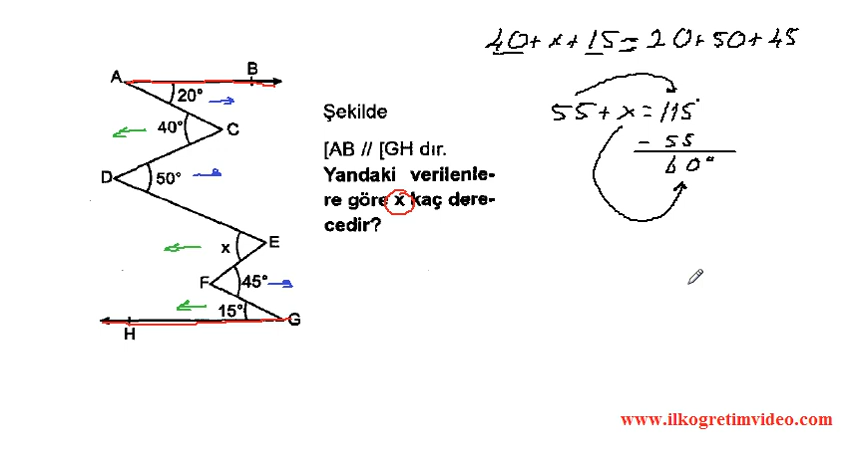 40 + x + 15 = 20 + 50 + 45
A
B
20°
40°
C
D
50°
x
E
F
45°
15°
G
H
Şekilde
[AB // [GH dır.
Yandaki verilenle-
re göre x kaç dere-
cedir?
55 + x = 115°
- 55
60°
www.ilkogretimvideo.com